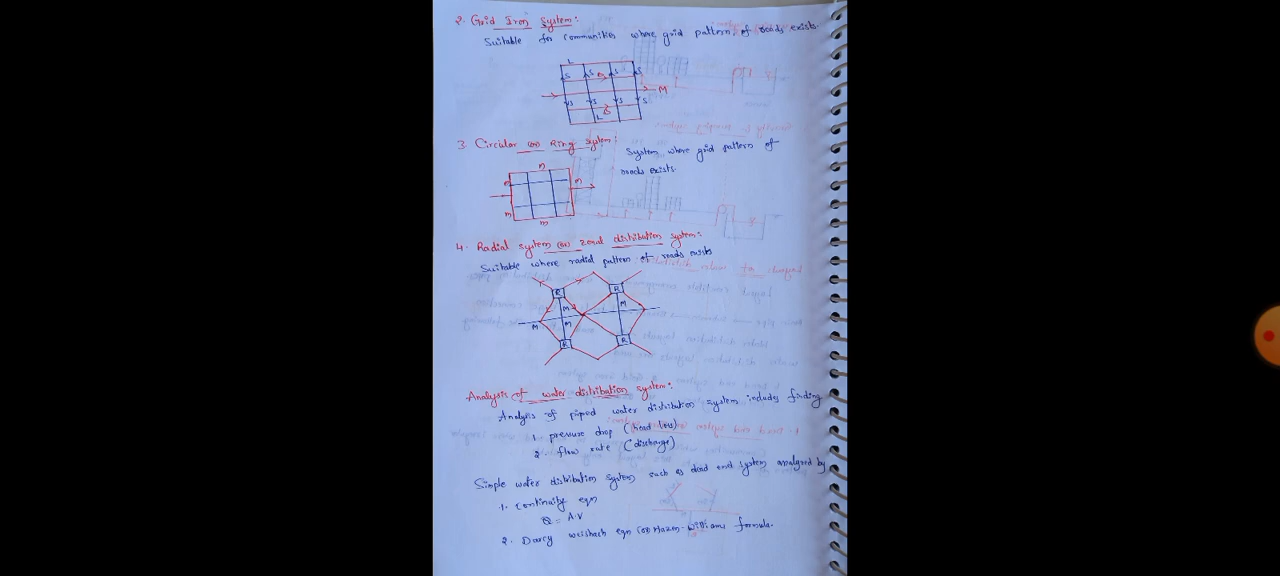 2. Grid Iron System:
Suitable for Communities where grid pattern of roads exists.
L
S S S S
M
S S S S
L
3. Circular (or) Ring System:
System where grid pattern of
roads exists.
m
m m
m
m
4. Radial system (or) zonal distribution system:
Suitable where radial pattern of roads exists
R R
M M
M M
R R
Analysis of water distribution system:
Analysis of piped water distribution system includes finding
1. pressure drop (head loss)
2. flow rate (discharge)
Simple water distribution system such as dead end system analysed by
1. Continuity eqn
Q = A.V
2. Darcy weisbach eqn (or) Hazen-williams formula.